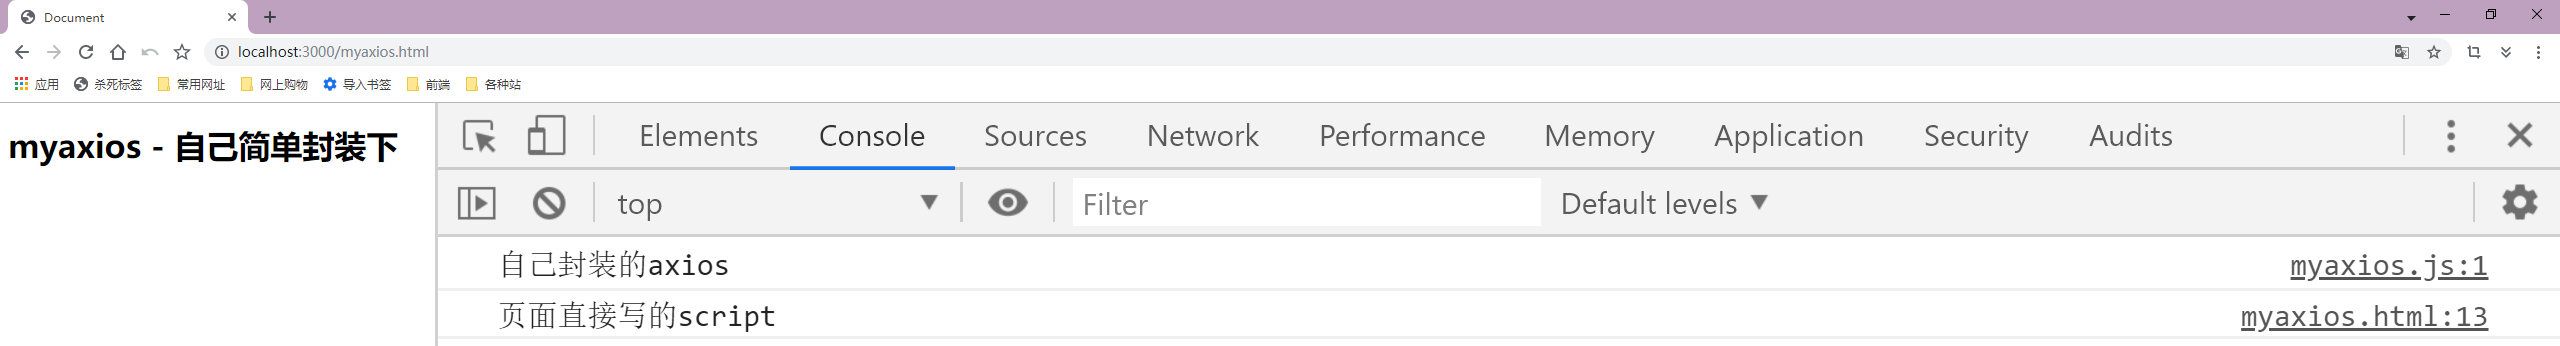 Document
localhost:3000/myaxios.html
应用 杀死标签 常用网址 网上购物 导入书签 前端 各种站
myaxios - 自己简单封装下
Elements Console Sources Network Performance Memory Application Security Audits
top Filter Default levels
自己封装的axios myaxios.js:1
页面直接写的script myaxios.html:13